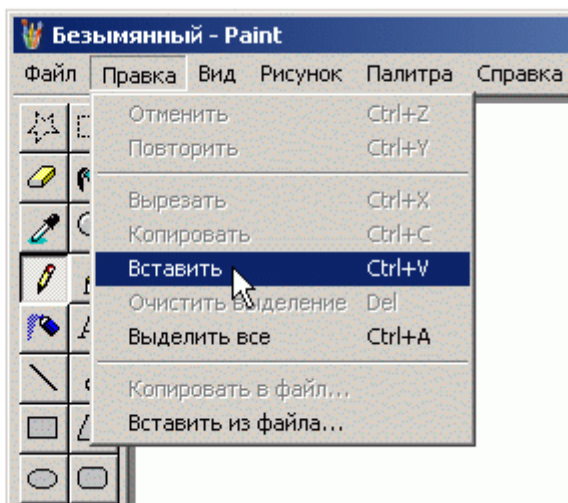 Безымянный - Paint
Файл Правка Вид Рисунок Палитра Справка
Отменить Ctrl+Z
Повторить Ctrl+Y
Вырезать Ctrl+X
Копировать Ctrl+C
Вставить Ctrl+V
Очистить выделение Del
Выделить все Ctrl+A
Копировать в файл...
Вставить из файла...